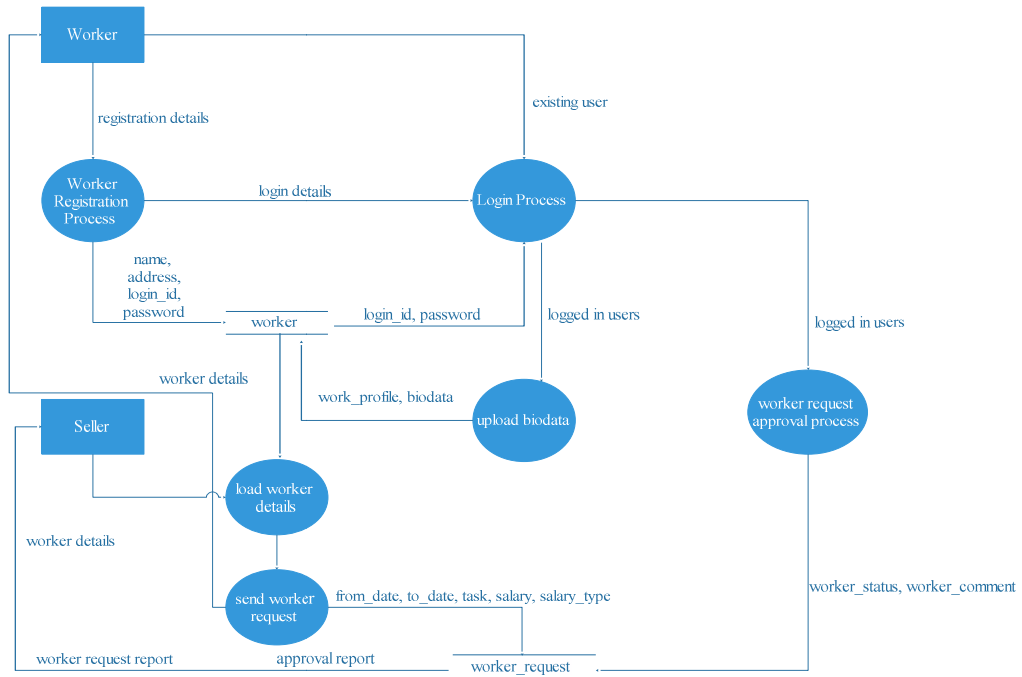 Worker
existing user
registration details
Worker
Registration
Process
login details
Login Process
name,
address,
login_id,
password
worker
login_id, password
logged in users
logged in users
worker details
work_profile, biodata
upload biodata
worker request
approval process
Seller
load worker
details
worker details
send worker
request
from_date, to_date, task, salary, salary_type
worker_status, worker_comment
worker request report
approval report
worker_request